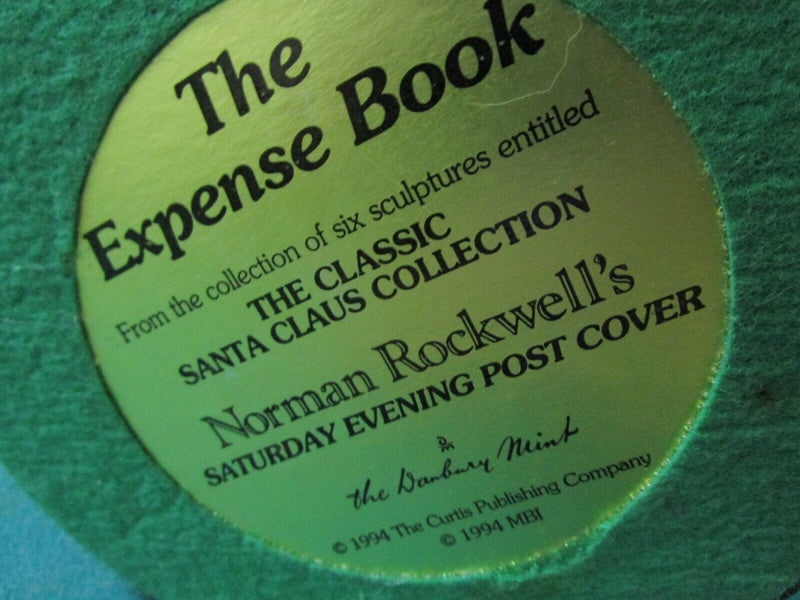 The
Expense Book
From the collection of six sculptures entitled
THE CLASSIC
SANTA CLAUS COLLECTION
Norman Rockwell's
SATURDAY EVENING POST COVER
the Danbury Mint
© 1994 The Curtis Publishing Company
© 1994 MBI